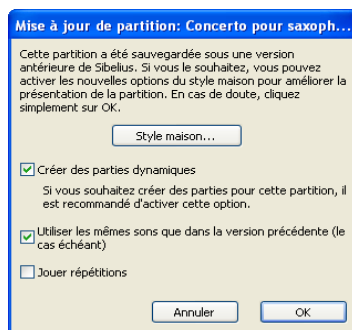 Mise à jour de partition: Concerto pour saxoph...
Cette partition a été sauvegardée sous une version
antérieure de Sibelius. Si vous le souhaitez, vous pouvez
activer les nouvelles options du style maison pour améliorer la
présentation de la partition. En cas de doute, cliquez
simplement sur OK.
Style maison...
Créer des parties dynamiques
Si vous souhaitez créer des parties pour cette partition, il
est recommandé d'activer cette option.
Utiliser les mêmes sons que dans la version précédente (le
cas échéant)
Jouer répétitions
Annuler
OK